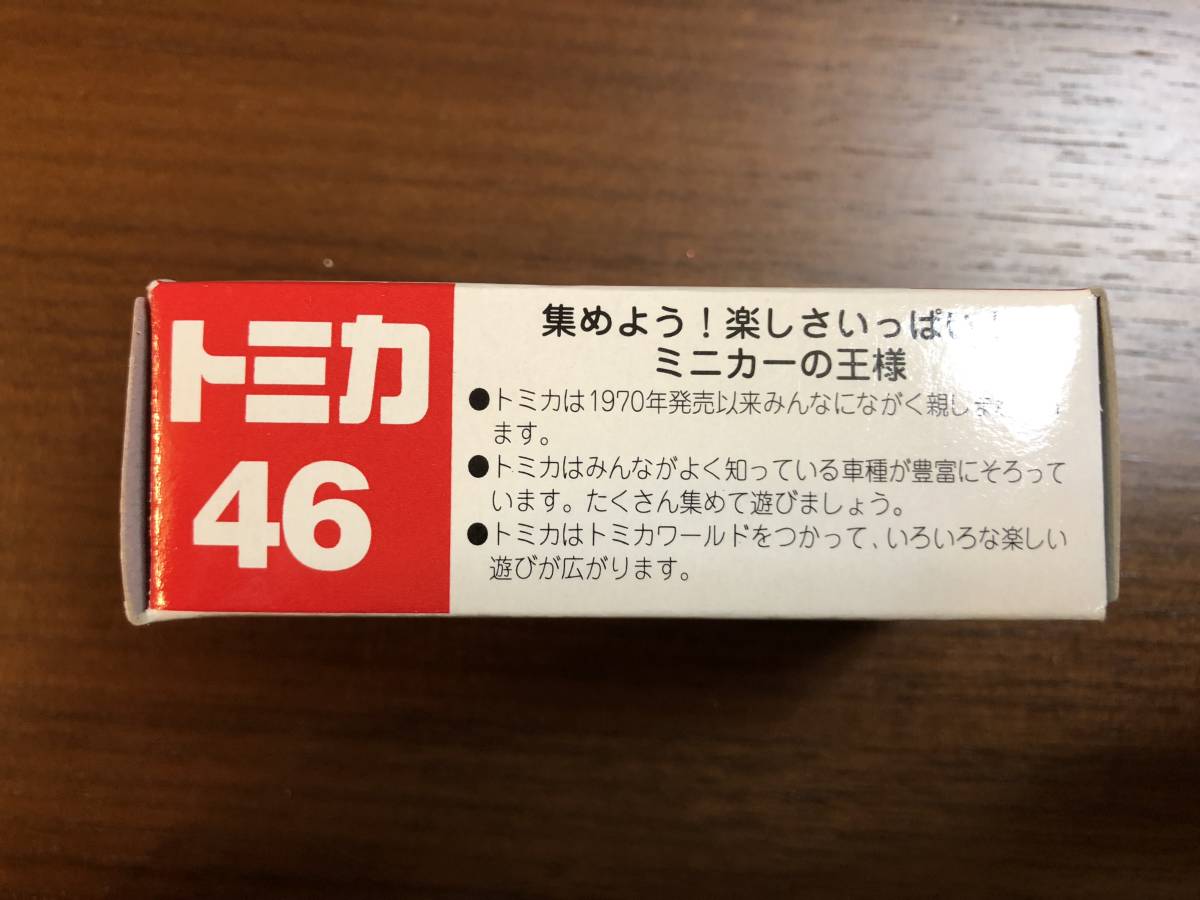 トミカ
46
集めよう！楽しさいっぱい！
ミニカーの王様
●トミカは1970年発売以来みんなにながく親し
ます。
●トミカはみんながよく知っている車種が豊富にそろって
います。たくさん集めて遊びましょう。
●トミカはトミカワールドをつかって、いろいろな楽しい
遊びが広がります。